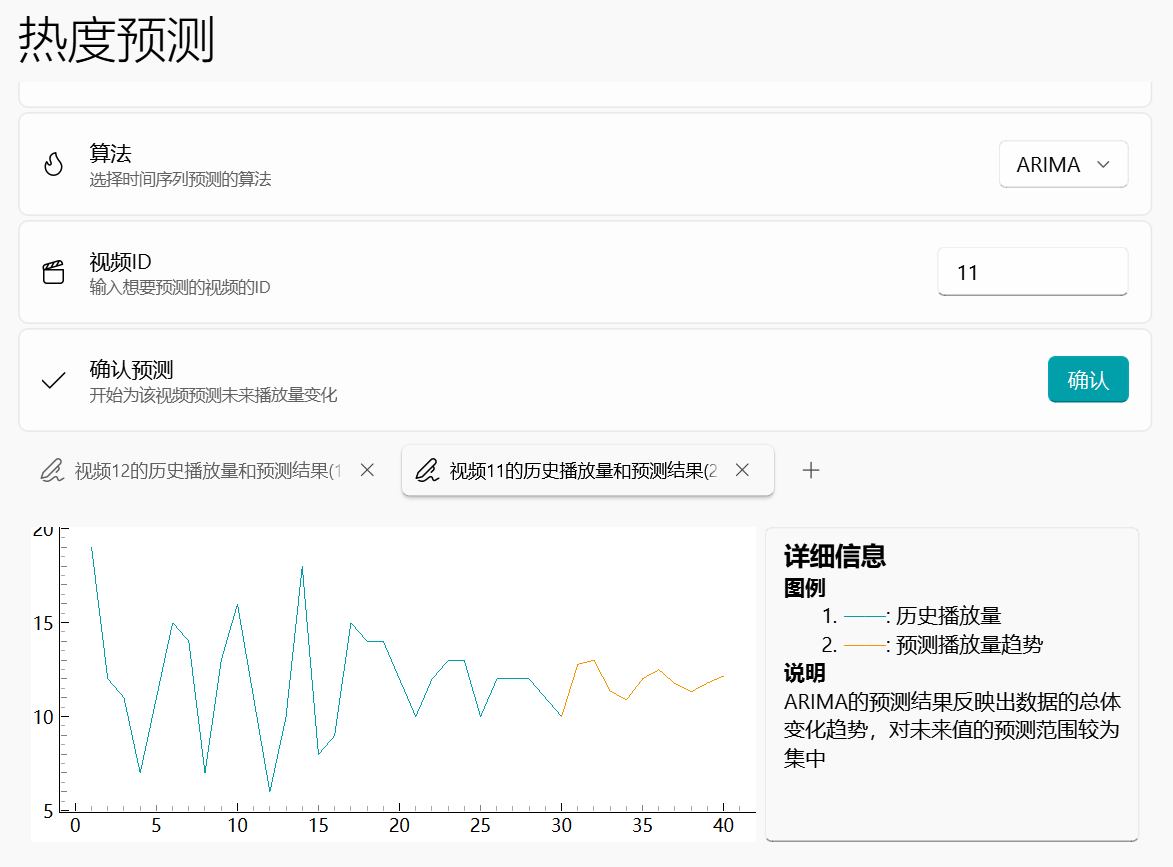 热度预测
算法
选择时间序列预测的算法
ARIMA
视频ID
输入想要预测的视频的ID
11
确认预测
开始为该视频预测未来播放量变化
确认
视频12的历史播放量和预测结果(1
视频11的历史播放量和预测结果(2
20
15
10
5
0 5 10 15 20 25 30 35 40
详细信息
图例
1. ——: 历史播放量
2. ——: 预测播放量趋势
说明
ARIMA的预测结果反映出数据的总体
变化趋势，对未来值的预测范围较为
集中